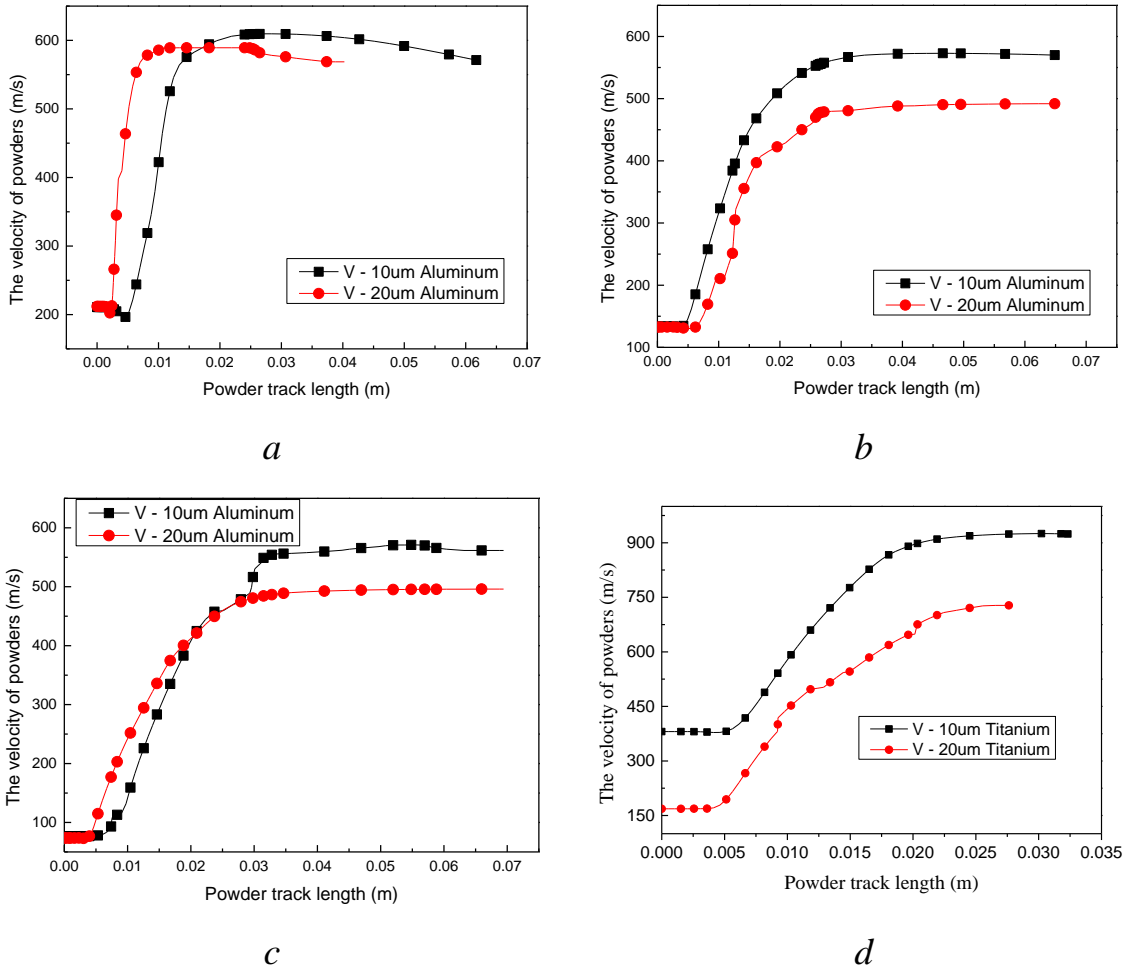 The velocity of powders (m/s)
600
500
400
300
200
V - 10um Aluminum
V - 20um Aluminum
0.00 0.01 0.02 0.03 0.04 0.05 0.06 0.07
Powder track length (m)
a
The velocity of powders (m/s)
600
500
400
300
200
100
V - 10um Aluminum
V - 20um Aluminum
0.00 0.01 0.02 0.03 0.04 0.05 0.06 0.07
Powder track length (m)
b
The velocity of powders (m/s)
V - 10um Aluminum
V - 20um Aluminum
600
500
400
300
200
100
0.00 0.01 0.02 0.03 0.04 0.05 0.06 0.07
Powder track length (m)
c
The velocity of powders (m/s)
900
750
600
450
300
150
V - 10um Titanium
V - 20um Titanium
0.000 0.005 0.010 0.015 0.020 0.025 0.030 0.035
Powder track length (m)
d